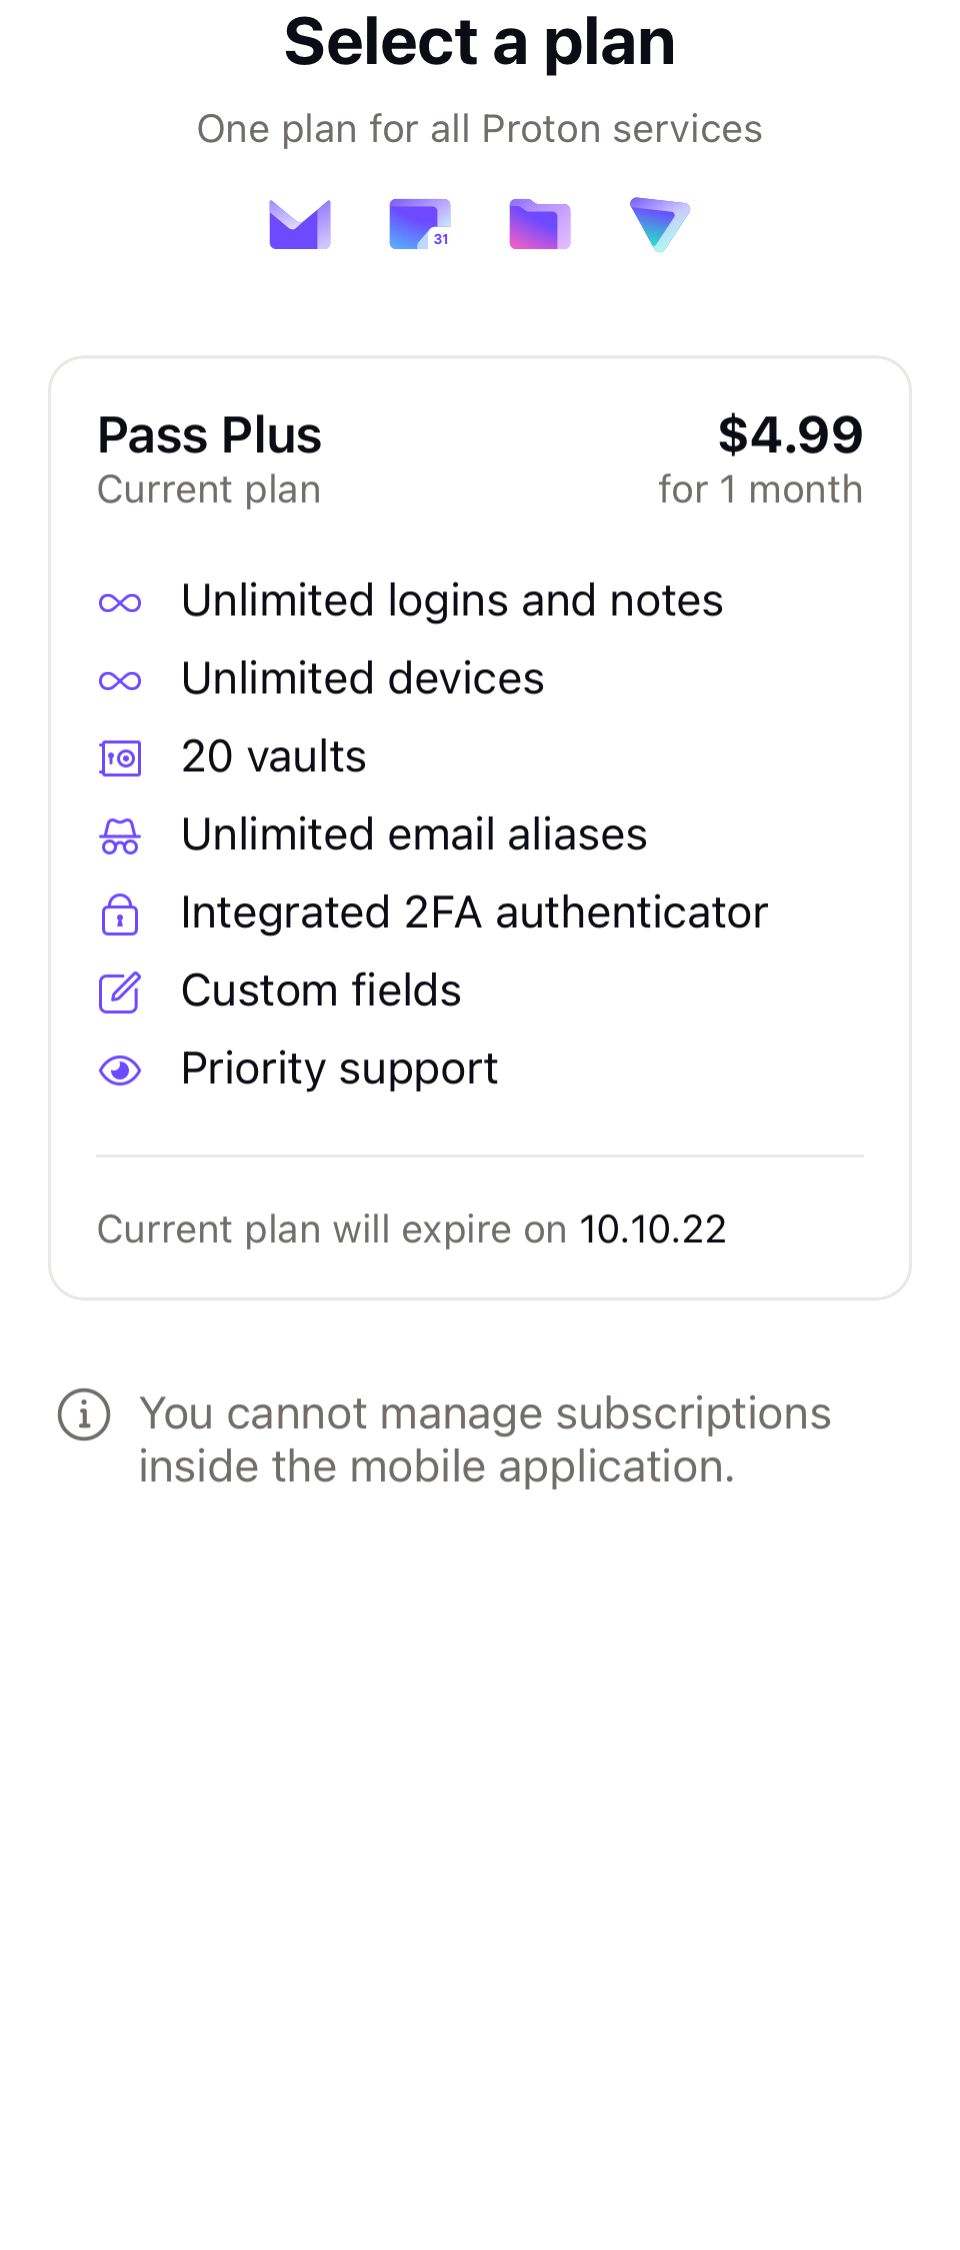 Select a plan
One plan for all Proton services
31
Pass Plus
$4.99
Current plan
for 1 month
Unlimited logins and notes
Unlimited devices
20 vaults
Unlimited email aliases
Integrated 2FA authenticator
Custom fields
Priority support
Current plan will expire on 10.10.22
You cannot manage subscriptions
inside the mobile application.